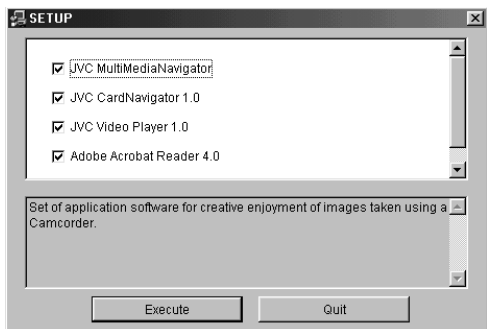 SETUP
JVC MultiMediaNavigator
JVC CardNavigator 1.0
JVC Video Player 1.0
Adobe Acrobat Reader 4.0
Set of application software for creative enjoyment of images taken using a
Camcorder.
Execute
Quit